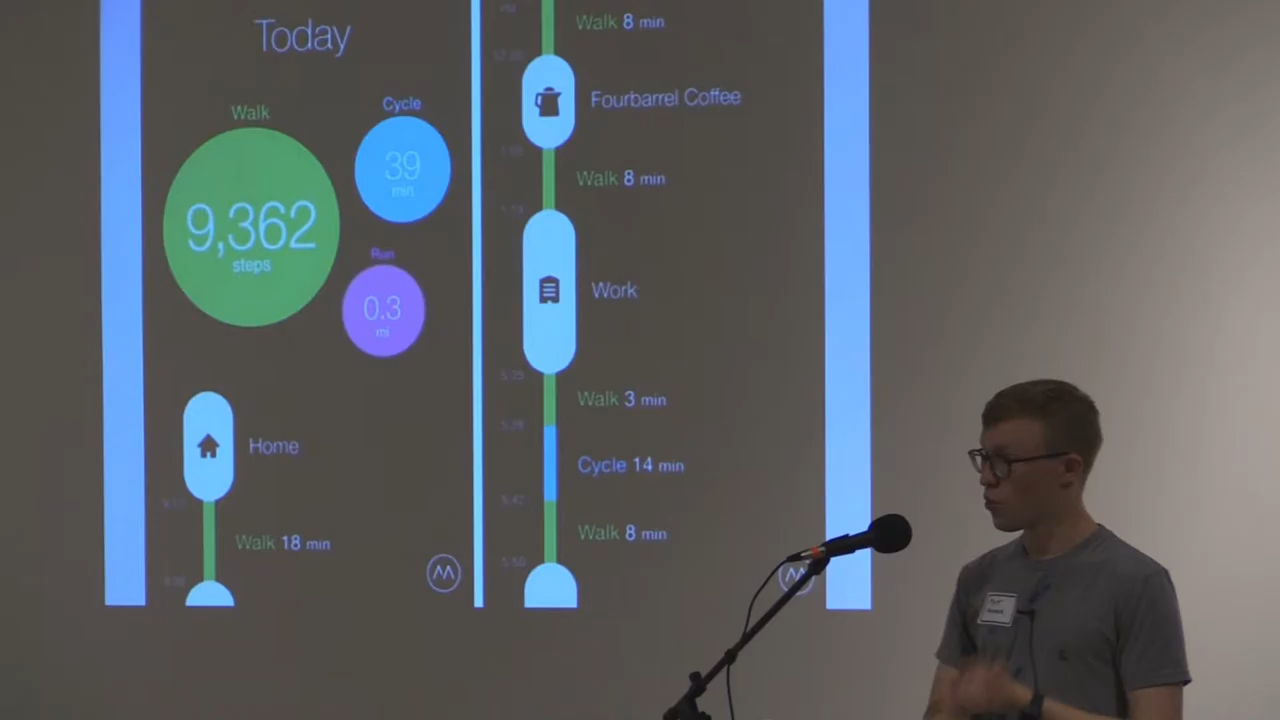 Today
Walk
9,362
steps
Cycle
39
min
Run
0.3
mi
Home
Walk 18 min
Walk 8 min
Fourbarrel Coffee
Walk 8 min
Work
Walk 3 min
Cycle 14 min
Walk 8 min